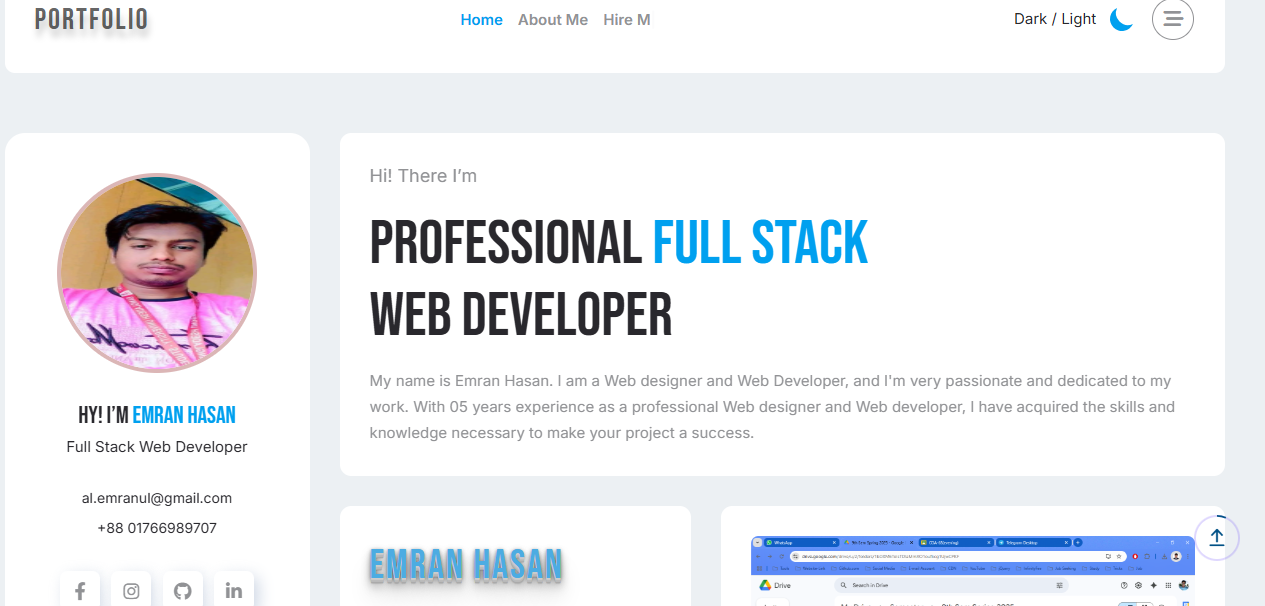 PORTFOLIO
Home About Me Hire M
Dark / Light
HY! I'M EMRAN HASAN
Full Stack Web Developer
al.emranul@gmail.com
+88 01766989707
Hi! There I'm
PROFESSIONAL FULL STACK
WEB DEVELOPER
My name is Emran Hasan. I am a Web designer and Web Developer, and I'm very passionate and dedicated to my
work. With 05 years experience as a professional Web designer and Web developer, I have acquired the skills and
knowledge necessary to make your project a success.
EMRAN HASAN
WhatsApp
Telegram Desktop
Drive
Search in Drive